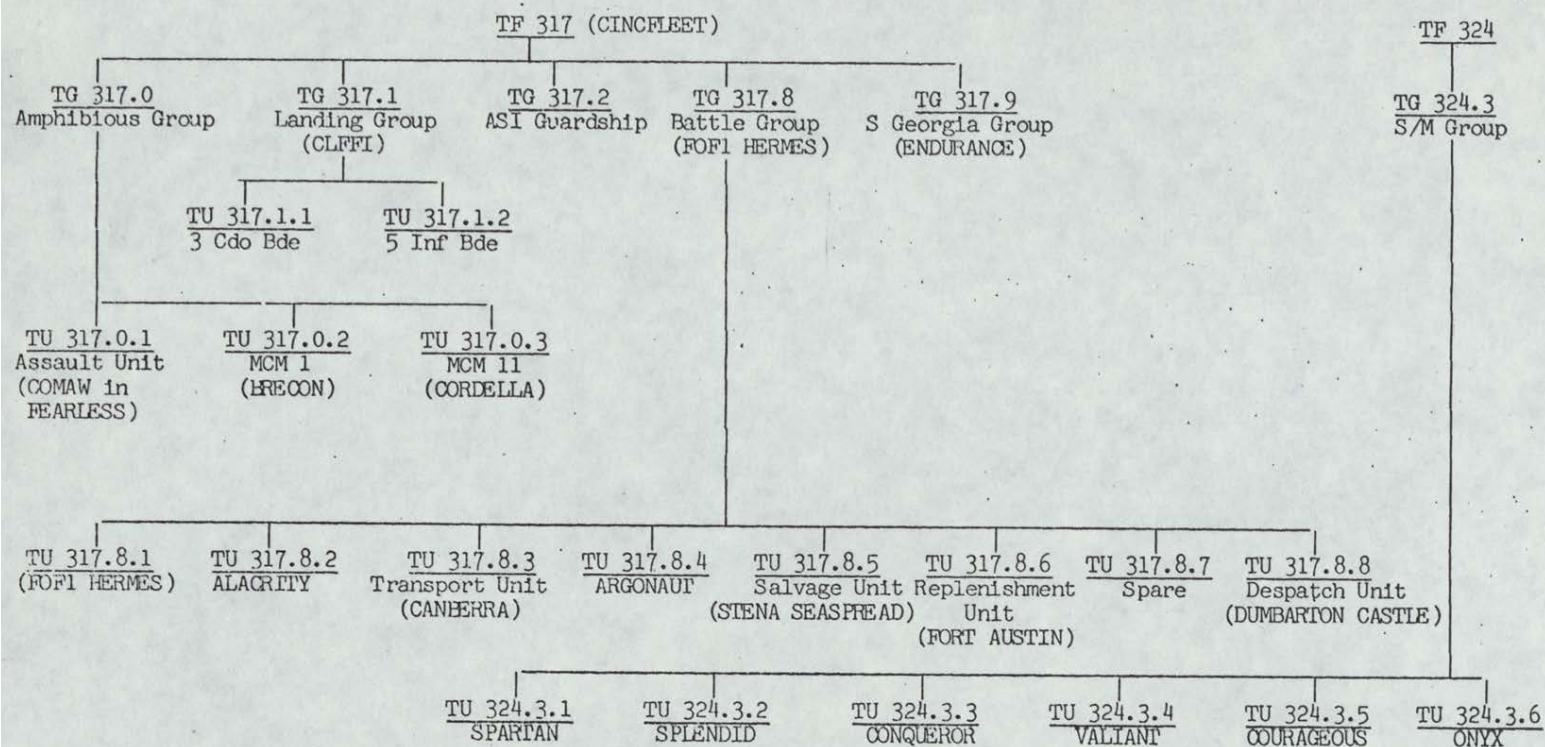 TF 317 (CINCFLEET)
TF 324
TG 317.0
Amphibious Group
TG 317.1
Landing Group
(CLFFI)
TG 317.2
ASI Guardship
TG 317.8
Battle Group
(FOF1 HERMES)
TG 317.9
S Georgia Group
(ENDURANCE)
TG 324.3
S/M Group
TU 317.1.1
3 Cdo Bde
TU 317.1.2
5 Inf Bde
TU 317.0.1
Assault Unit
(COMAW in
FEARLESS)
TU 317.0.2
MCM 1
(BRECON)
TU 317.0.3
MCM 11
(CORDELLA)
TU 317.8.1
(FOF1 HERMES)
TU 317.8.2
ALACRITY
TU 317.8.3
Transport Unit
(CANBERRA)
TU 317.8.4
ARGONAUT
TU 317.8.5
Salvage Unit
(STENA SEASPREAD)
TU 317.8.6
Replenishment
Unit
(FORT AUSTIN)
TU 317.8.7
Spare
TU 317.8.8
Despatch Unit
(DUMBARTON CASTLE)
TU 324.3.1
SPARTAN
TU 324.3.2
SPLENDID
TU 324.3.3
CONQUEROR
TU 324.3.4
VALIANT
TU 324.3.5
COURAGEOUS
TU 324.3.6
ONYX